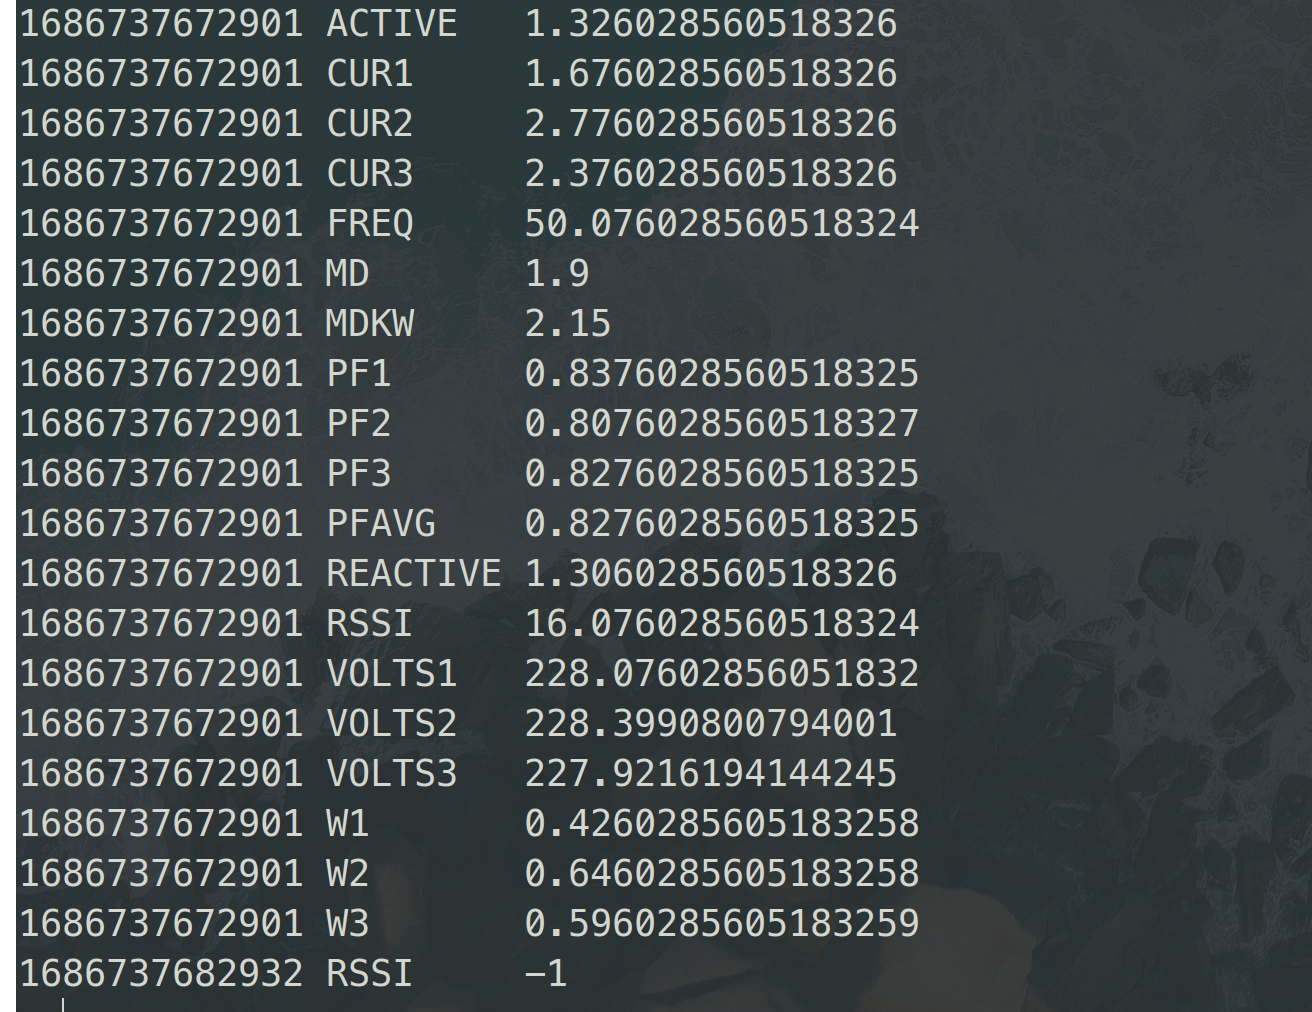 1686737672901 ACTIVE 1.326028560518326
1686737672901 CUR1 1.676028560518326
1686737672901 CUR2 2.776028560518326
1686737672901 CUR3 2.376028560518326
1686737672901 FREQ 50.076028560518324
1686737672901 MD 1.9
1686737672901 MDKW 2.15
1686737672901 PF1 0.8376028560518325
1686737672901 PF2 0.8076028560518327
1686737672901 PF3 0.8276028560518325
1686737672901 PFAVG 0.8276028560518325
1686737672901 REACTIVE 1.306028560518326
1686737672901 RSSI 16.076028560518324
1686737672901 VOLTS1 228.07602856051832
1686737672901 VOLTS2 228.3990800794001
1686737672901 VOLTS3 227.9216194144245
1686737672901 W1 0.4260285605183258
1686737672901 W2 0.6460285605183258
1686737672901 W3 0.5960285605183259
1686737682932 RSSI −1